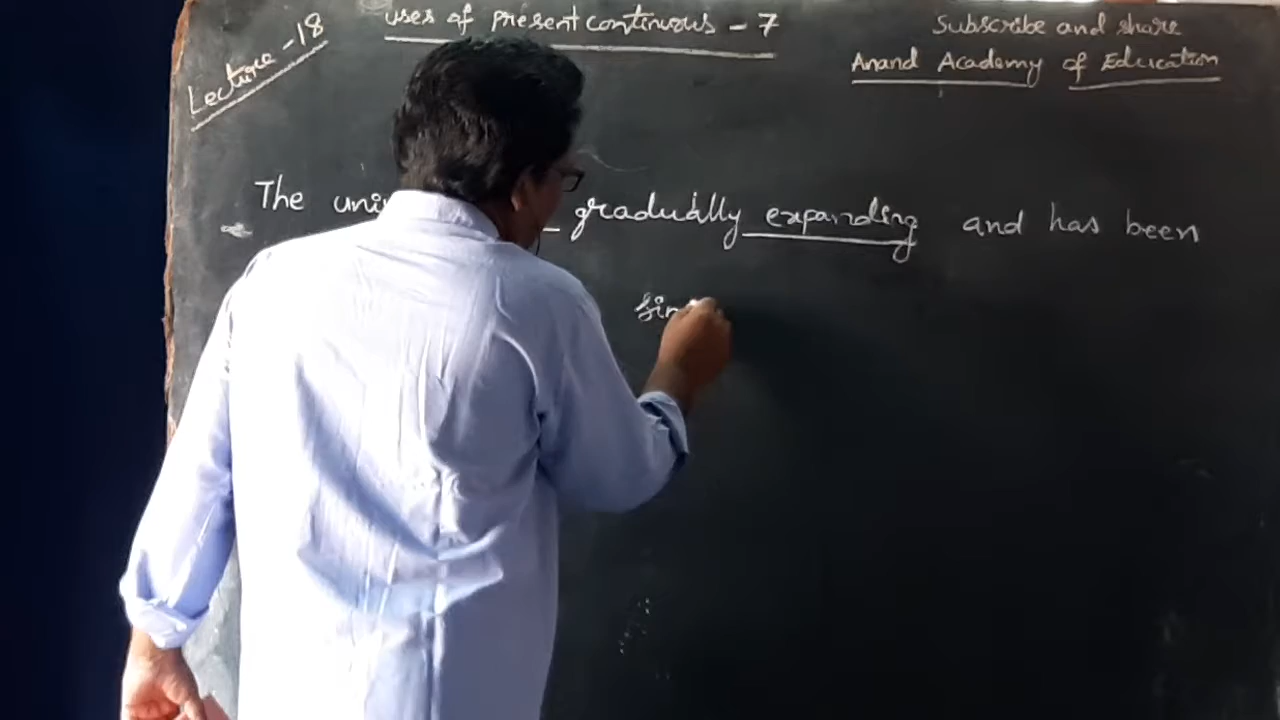 Lecture - 18
uses of present continuous - 7
Subscribe and share
Anand Academy of Education
The gradually expanding and has been